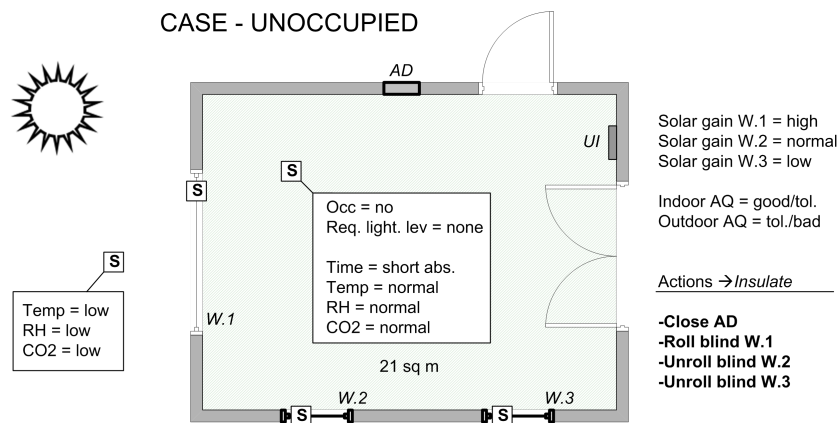 CASE - UNOCCUPIED
AD
UI
S
S
Occ = no
Req. light. lev = none
Time = short abs.
Temp = normal
RH = normal
CO2 = normal
21 sq m
S
Temp = low
RH = low
CO2 = low
W.1
W.2
W.3
S
S
Solar gain W.1 = high
Solar gain W.2 = normal
Solar gain W.3 = low
Indoor AQ = good/tol.
Outdoor AQ = tol./bad
Actions →Insulate
-Close AD
-Roll blind W.1
-Unroll blind W.2
-Unroll blind W.3